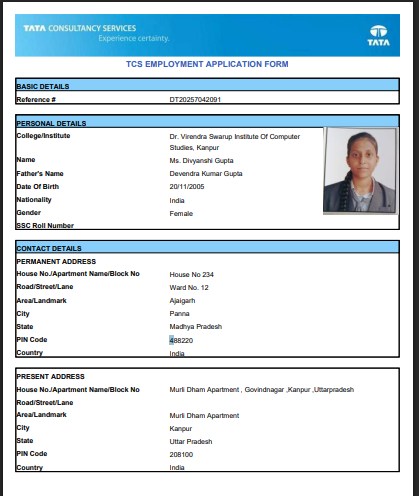 TATA CONSULTANCY SERVICES
Experience certainty.
TATA
TCS EMPLOYMENT APPLICATION FORM
BASIC DETAILS
Reference # DT20257042091
PERSONAL DETAILS
College/Institute Dr. Virendra Swarup Institute Of Computer
Studies, Kanpur
Name Ms. Divyanshi Gupta
Father's Name Devendra Kumar Gupta
Date Of Birth 20/11/2005
Nationality India
Gender Female
SSC Roll Number
CONTACT DETAILS
PERMANENT ADDRESS
House No./Apartment Name/Block No House No 234
Road/Street/Lane Ward No. 12
Area/Landmark Ajaigarh
City Panna
State Madhya Pradesh
PIN Code 488220
Country India
PRESENT ADDRESS
House No./Apartment Name/Block No Murli Dham Apartment , Govindnagar ,Kanpur ,Uttarpradesh
Road/Street/Lane
Area/Landmark Murli Dham Apartment
City Kanpur
State Uttar Pradesh
PIN Code 208100
Country India